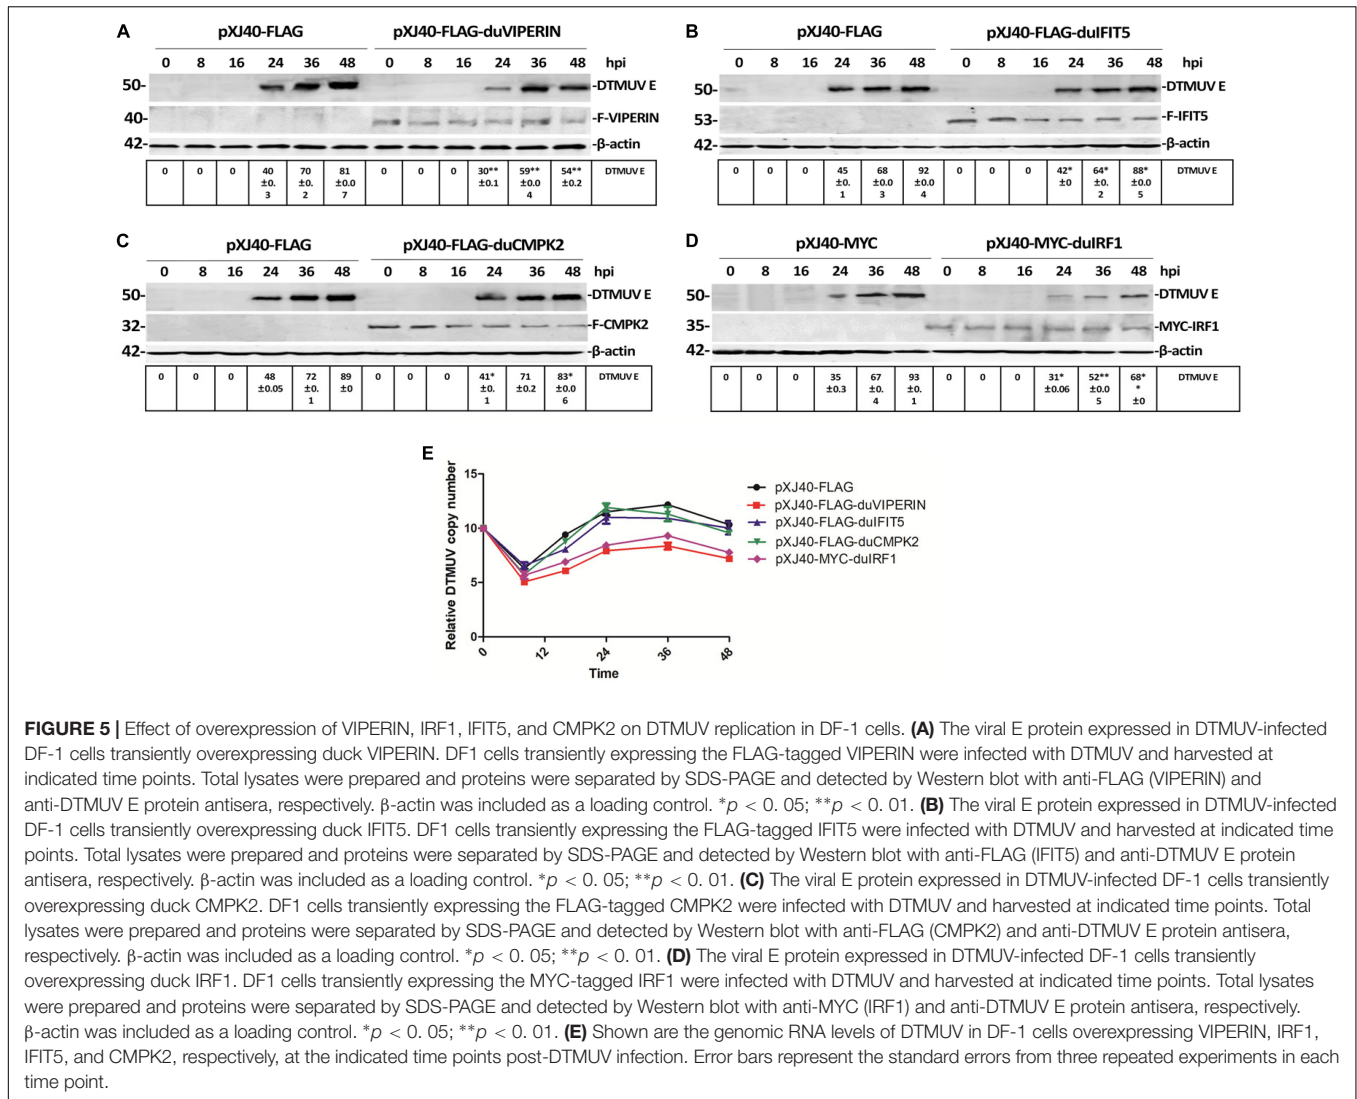 A
pXJ40-FLAG pXJ40-FLAG-duVIPERIN
0 8 16 24 36 48 0 8 16 24 36 48 hpi
50- -DTMUV E
40- -F-VIPERIN
42- -β-actin
0 0 0 40 ±0. 3 70 ±0. 2 81 ±0.0 7 0 0 0 30** ±0.1 59** ±0.0 4 54** ±0.2 DTMUV E
B
pXJ40-FLAG pXJ40-FLAG-duIFIT5
0 8 16 24 36 48 0 8 16 24 36 48 hpi
50- -DTMUV E
53- -F-IFIT5
42- -β-actin
0 0 0 45 ±0. 1 68 ±0.0 3 92 ±0.0 4 0 0 0 42* ±0 64* ±0. 2 88* ±0.0 5 DTMUV E
C
pXJ40-FLAG pXJ40-FLAG-duCMPK2
0 8 16 24 36 48 0 8 16 24 36 48 hpi
50- -DTMUV E
32- -F-CMPK2
42- -β-actin
0 0 0 48 ±0.05 72 ±0. 1 89 ±0 0 0 0 41* ±0. 1 71 ±0.2 83* ±0.0 6 DTMUV E
D
pXJ40-MYC pXJ40-MYC-duIRF1
0 8 16 24 36 48 0 8 16 24 36 48 hpi
50- -DTMUV E
35- -MYC-IRF1
42- -β-actin
0 0 0 35 ±0.3 67 ±0. 4 93 ±0. 1 0 0 0 31* ±0.06 52** ±0.0 5 68* * ±0 DTMUV E
E
Relative DTMUV copy number
15
10
5
0
0 12 24 36 48
Time
pXJ40-FLAG
pXJ40-FLAG-duVIPERIN
pXJ40-FLAG-duIFIT5
pXJ40-FLAG-duCMPK2
pXJ40-MYC-duIRF1
FIGURE 5 | Effect of overexpression of VIPERIN, IRF1, IFIT5, and CMPK2 on DTMUV replication in DF-1 cells. (A) The viral E protein expressed in DTMUV-infected
DF-1 cells transiently overexpressing duck VIPERIN. DF1 cells transiently expressing the FLAG-tagged VIPERIN were infected with DTMUV and harvested at
indicated time points. Total lysates were prepared and proteins were separated by SDS-PAGE and detected by Western blot with anti-FLAG (VIPERIN) and
anti-DTMUV E protein antisera, respectively. β-actin was included as a loading control. *p < 0. 05; **p < 0. 01. (B) The viral E protein expressed in DTMUV-infected
DF-1 cells transiently overexpressing duck IFIT5. DF1 cells transiently expressing the FLAG-tagged IFIT5 were infected with DTMUV and harvested at indicated time
points. Total lysates were prepared and proteins were separated by SDS-PAGE and detected by Western blot with anti-FLAG (IFIT5) and anti-DTMUV E protein
antisera, respectively. β-actin was included as a loading control. *p < 0. 05; **p < 0. 01. (C) The viral E protein expressed in DTMUV-infected DF-1 cells transiently
overexpressing duck CMPK2. DF1 cells transiently expressing the FLAG-tagged CMPK2 were infected with DTMUV and harvested at indicated time points. Total
lysates were prepared and proteins were separated by SDS-PAGE and detected by Western blot with anti-FLAG (CMPK2) and anti-DTMUV E protein antisera,
respectively. β-actin was included as a loading control. *p < 0. 05; **p < 0. 01. (D) The viral E protein expressed in DTMUV-infected DF-1 cells transiently
overexpressing duck IRF1. DF1 cells transiently expressing the MYC-tagged IRF1 were infected with DTMUV and harvested at indicated time points. Total lysates
were prepared and proteins were separated by SDS-PAGE and detected by Western blot with anti-MYC (IRF1) and anti-DTMUV E protein antisera, respectively.
β-actin was included as a loading control. *p < 0. 05; **p < 0. 01. (E) Shown are the genomic RNA levels of DTMUV in DF-1 cells overexpressing VIPERIN, IRF1,
IFIT5, and CMPK2, respectively, at the indicated time points post-DTMUV infection. Error bars represent the standard errors from three repeated experiments in each
time point.